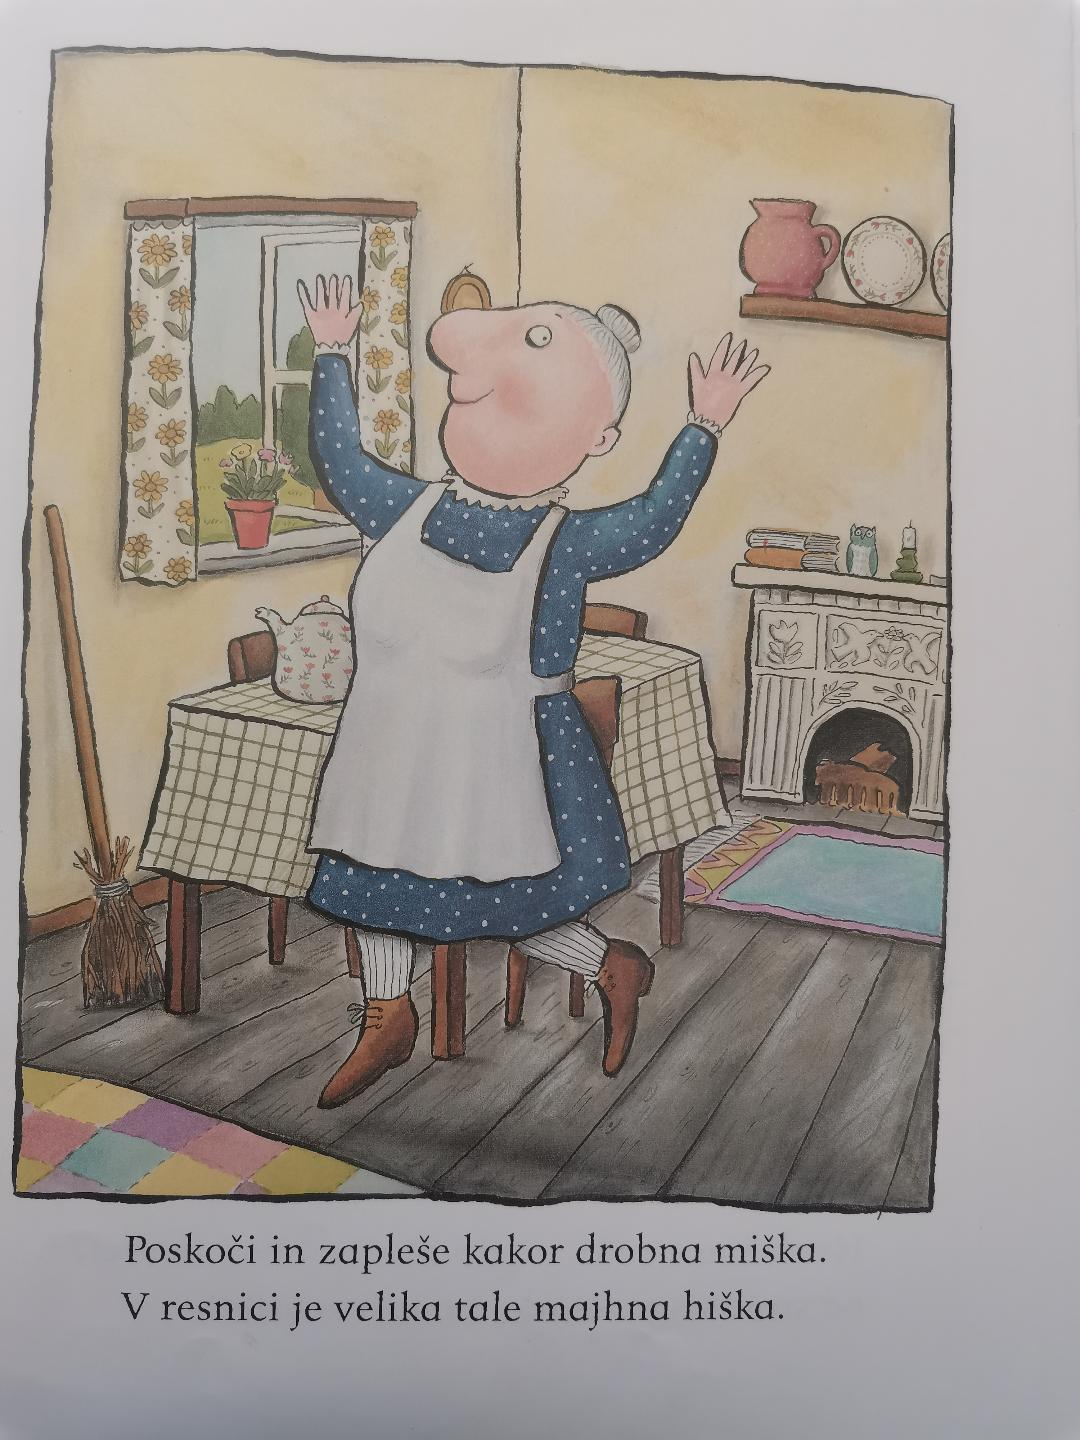 Poskoči in zapleše kakor drobna miška.
V resnici je velika tale majhna hiška.